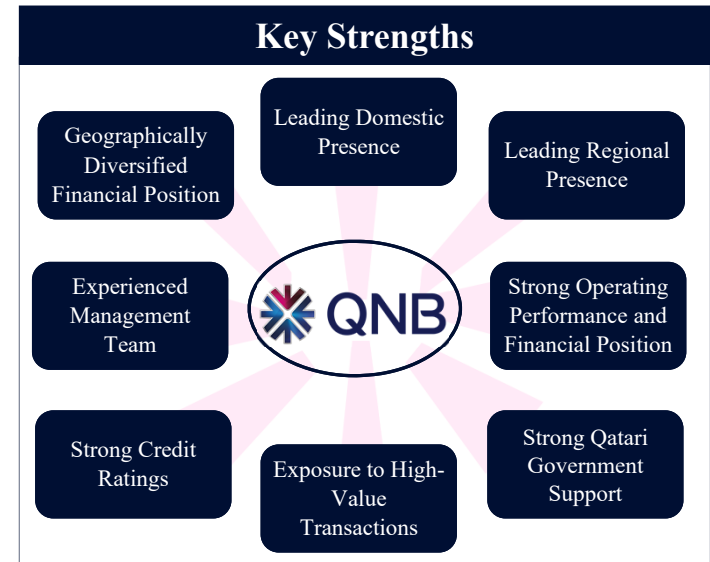 Key Strengths
Leading Domestic
Presence
Geographically
Diversified
Financial Position
Leading Regional
Presence
Experienced
Management
Team
QNB
Strong Operating
Performance and
Financial Position
Strong Credit
Ratings
Exposure to High-
Value
Transactions
Strong Qatari
Government
Support